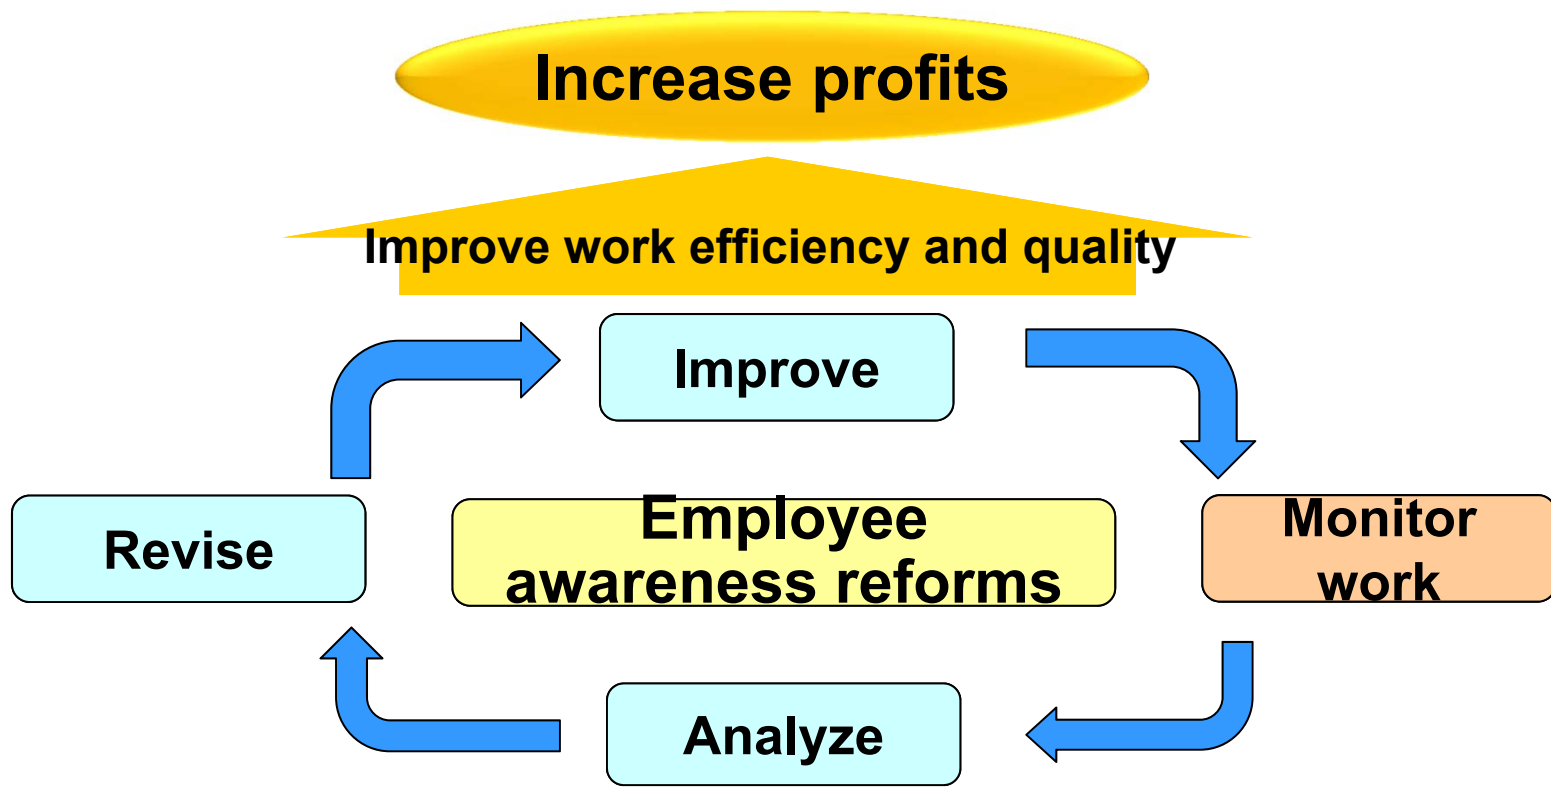 Increase profits
Improve work efficiency and quality
Improve
Revise
Employee
awareness reforms
Monitor
work
Analyze